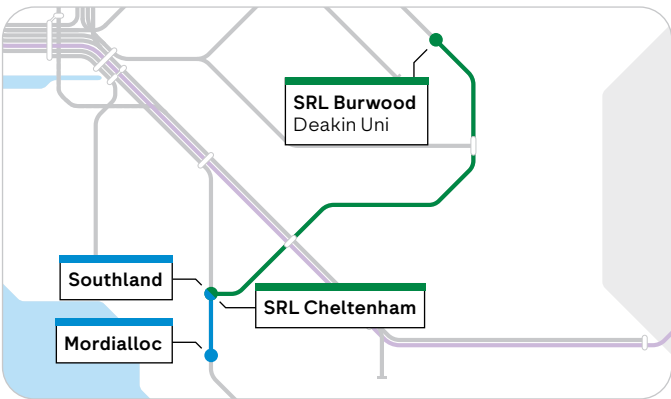 SRL Burwood
Deakin Uni
Southland
SRL Cheltenham
Mordialloc